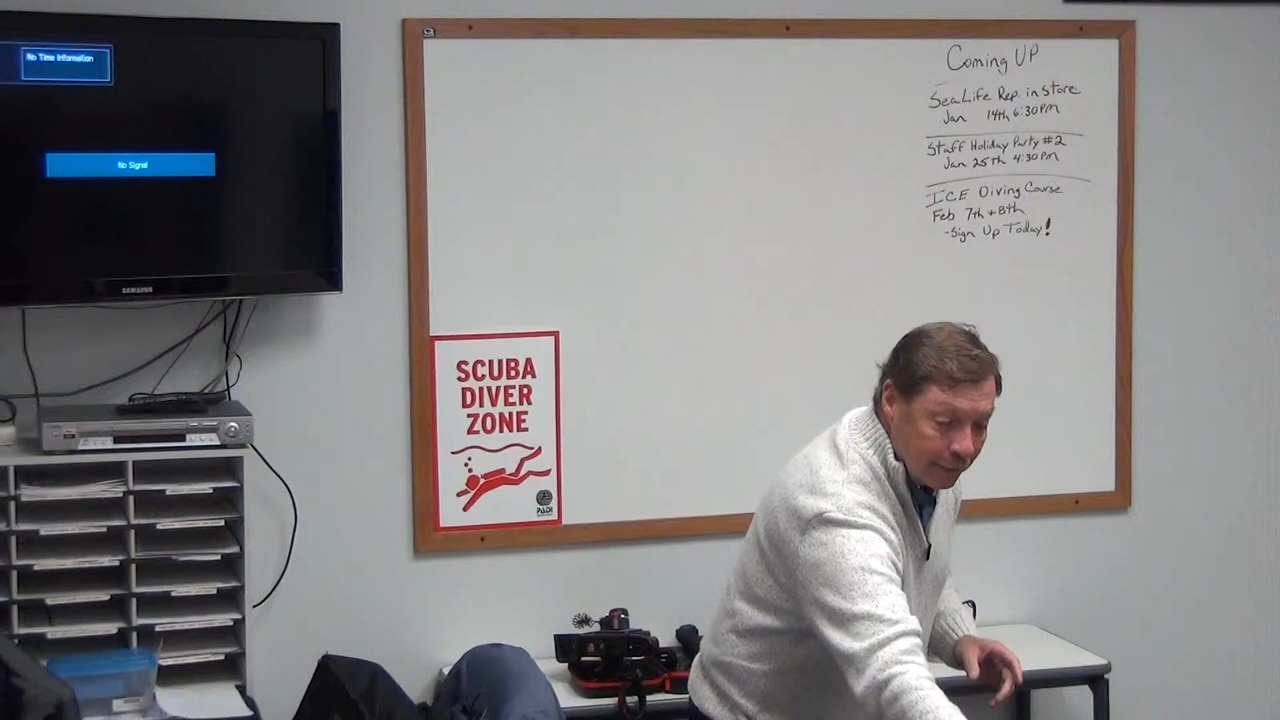 No Time Information
No Signal
SAMSUNG
Coming UP
SeaLife Rep. in Store
Jan 14th 6:30PM
Staff Holiday Party #2
Jan 25th 4:30PM
ICE Diving Course
Feb 7th + 8th
-Sign Up Today!
SCUBA
DIVER
ZONE
PADI